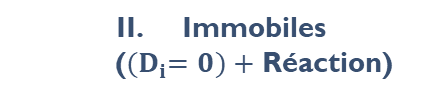 II. Immobiles
((Dᵢ= 0) + Réaction)